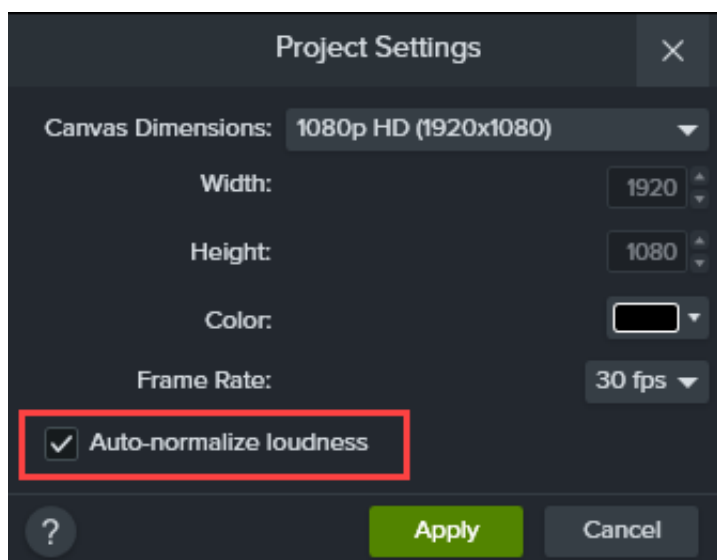 Project Settings
Canvas Dimensions: 1080p HD (1920x1080)
Width: 1920
Height: 1080
Color:
Frame Rate: 30 fps
Auto-normalize loudness
? Apply Cancel